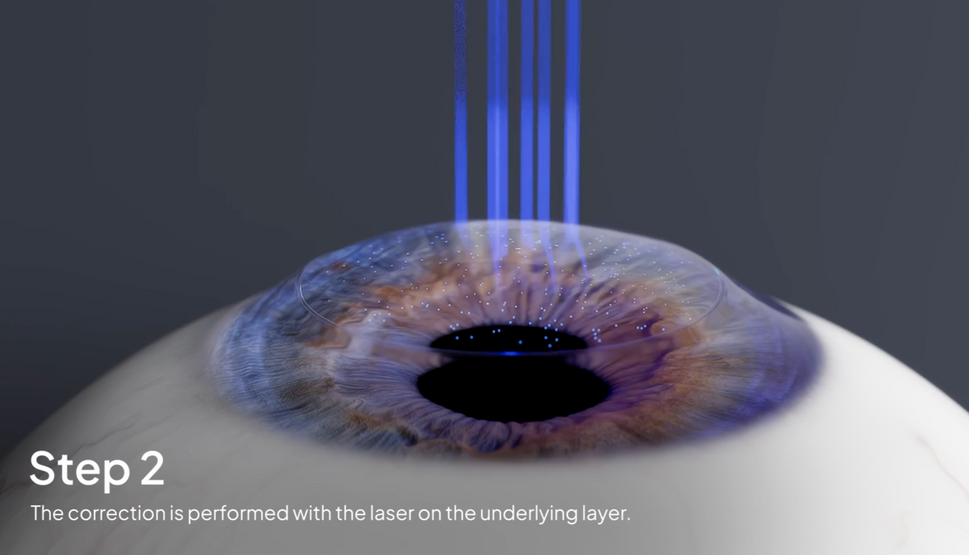 Step 2
The correction is performed with the laser on the underlying layer.